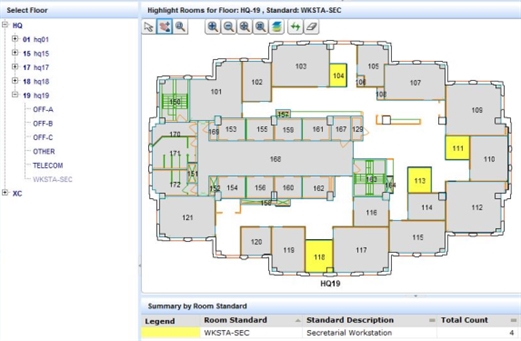 Select Floor
HQ
01 hq01
15 hq15
17 hq17
18 hq18
19 hq19
OFF-A
OFF-B
OFF-C
OTHER
TELECOM
WKSTA-SEC
XC
Highlight Rooms for Floor: HQ-19 , Standard: WKSTA-SEC
103
105
104
102
106
107
101
108
150
109
157
170
169 153 155 159 161 167 129
111
110
171
168
151
163
164
113
172
152 154 156 160 162
112
158
116
114
121
120
119
118
117
115
HQ19
Summary by Room Standard
Legend Room Standard Standard Description Total Count
WKSTA-SEC Secretarial Workstation 4